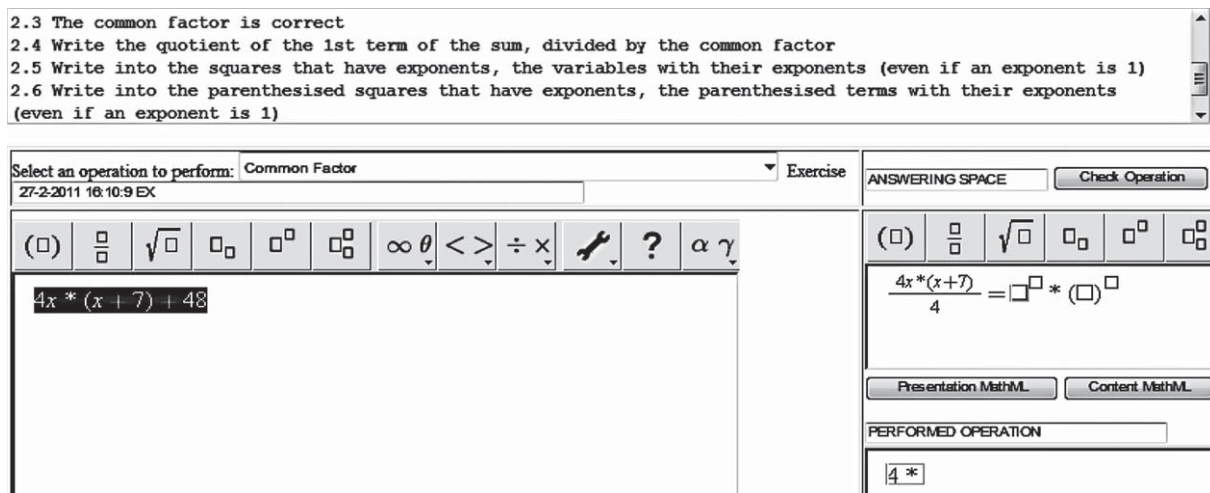 2.3 The common factor is correct
2.4 Write the quotient of the 1st term of the sum, divided by the common factor
2.5 Write into the squares that have exponents, the variables with their exponents (even if an exponent is 1)
2.6 Write into the parenthesised squares that have exponents, the parenthesised terms with their exponents
(even if an exponent is 1)
Select an operation to perform: Common Factor Exercise
27-2-2011 16:10:9 EX
ANSWERING SPACE Check Operation
(□) □/□ √□ □_□ □^□ □_□^□ ∞ θ < > ÷ × ? α γ
(□) □/□ √□ □_□ □^□ □_□^□
4x * (x + 7) + 48
4x*(x+7)/4 = □^□ * (□)^□
Presentation MathML Content MathML
PERFORMED OPERATION
4 *